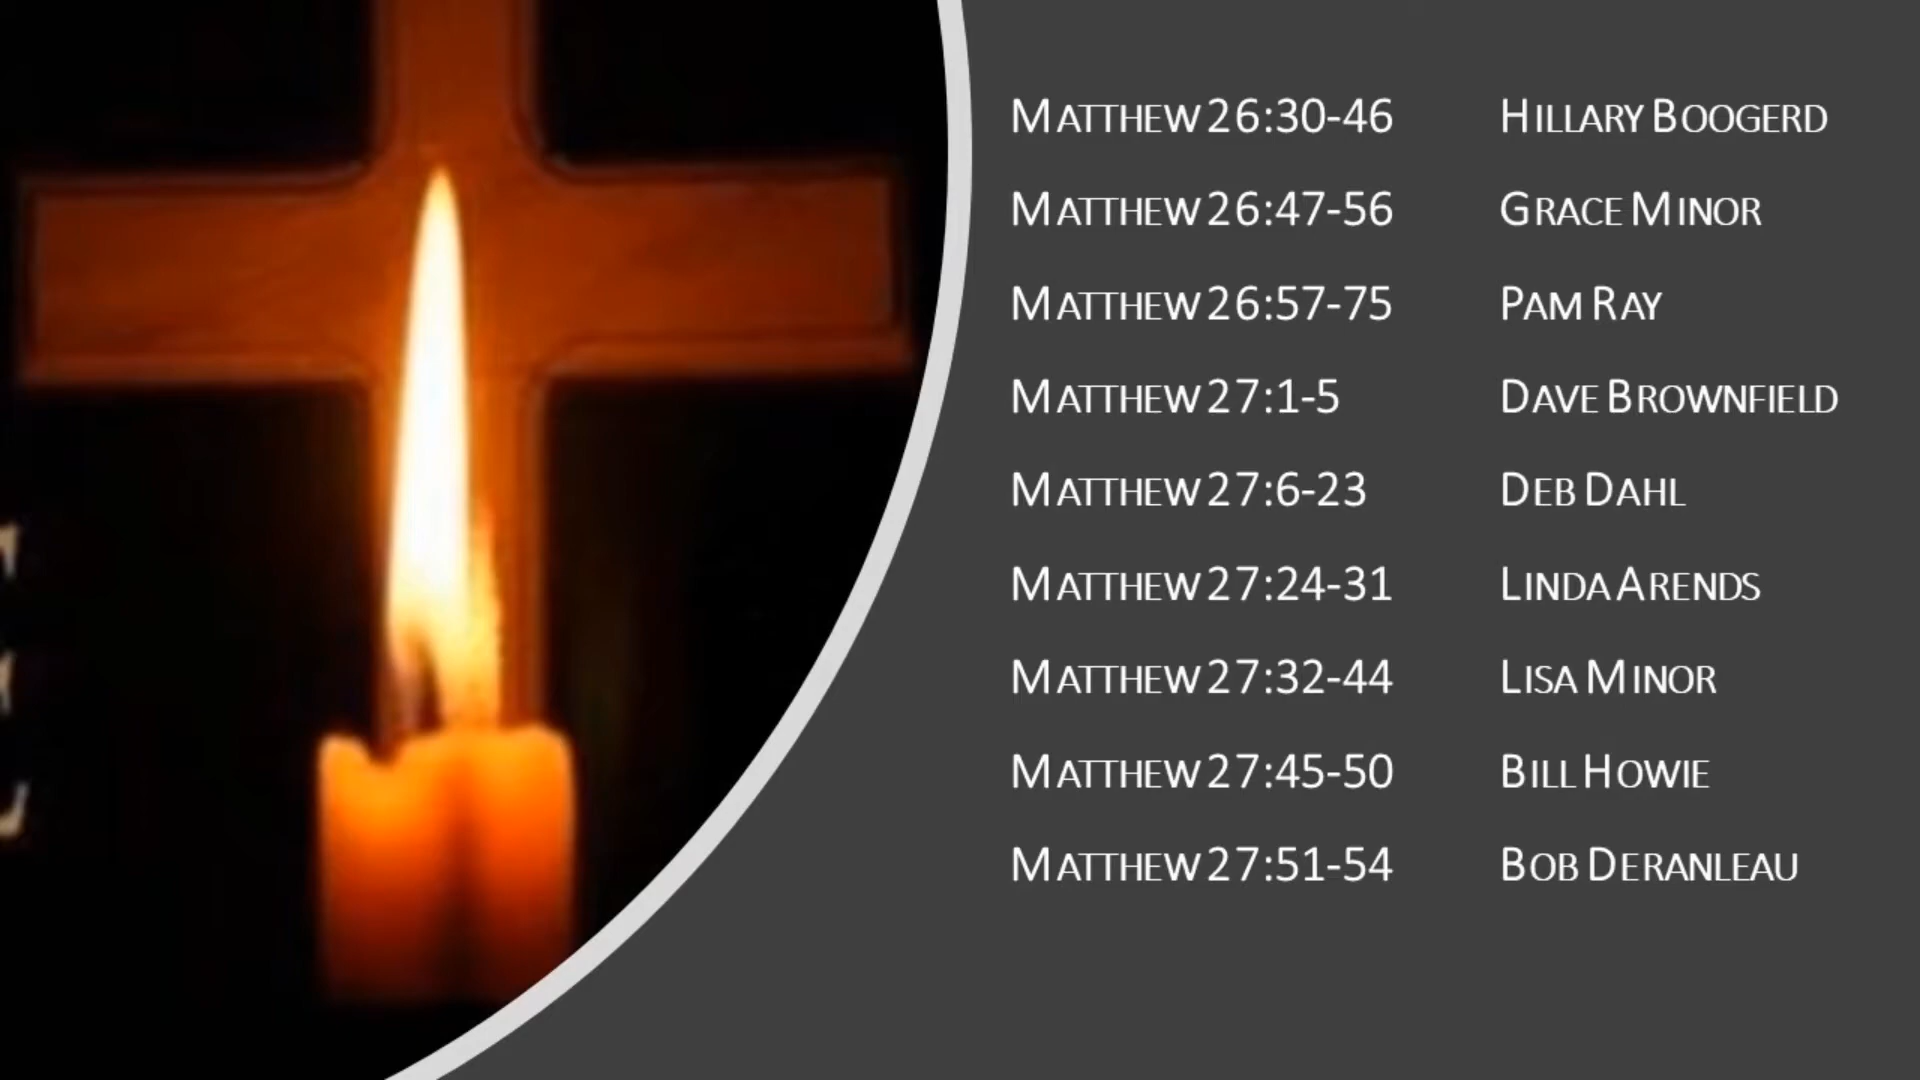 MATTHEW 26:30-46 HILLARY BOOGERD
MATTHEW 26:47-56 GRACE MINOR
MATTHEW 26:57-75 PAM RAY
MATTHEW 27:1-5 DAVE BROWNFIELD
MATTHEW 27:6-23 DEB DAHL
MATTHEW 27:24-31 LINDA ARENDS
MATTHEW 27:32-44 LISA MINOR
MATTHEW 27:45-50 BILL HOWIE
MATTHEW 27:51-54 BOB DERANLEAU